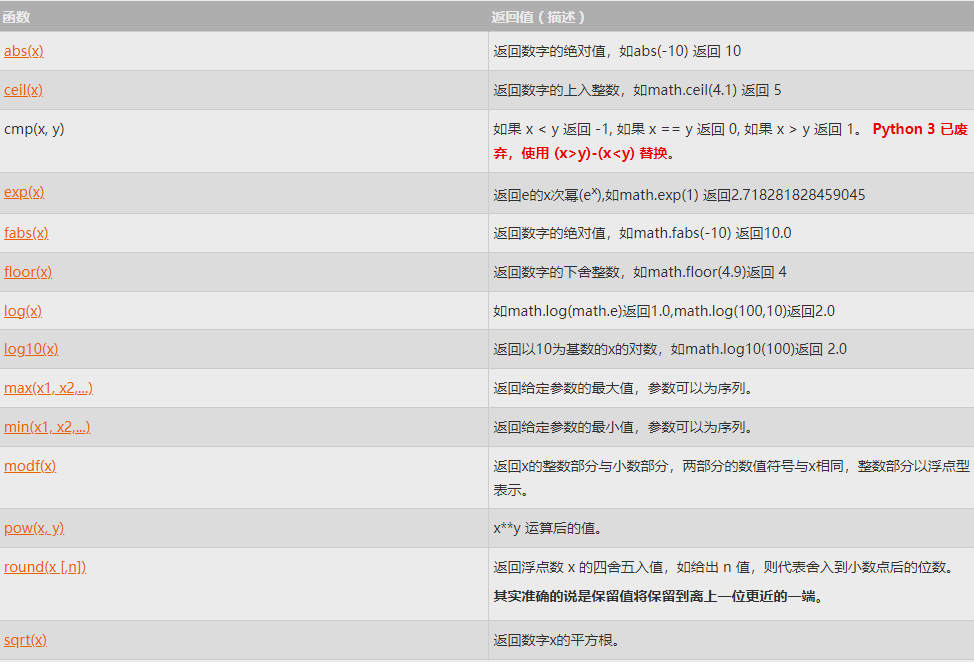 函数 返回值 ( 描述 )
abs(x) 返回数字的绝对值，如abs(-10) 返回 10
ceil(x) 返回数字的上入整数，如math.ceil(4.1) 返回 5
cmp(x, y) 如果 x < y 返回 -1, 如果 x == y 返回 0, 如果 x > y 返回 1。 Python 3 已废
弃，使用 (x>y)-(x<y) 替换。
exp(x) 返回e的x次幂(eˣ),如math.exp(1) 返回2.718281828459045
fabs(x) 返回数字的绝对值，如math.fabs(-10) 返回10.0
floor(x) 返回数字的下舍整数，如math.floor(4.9)返回 4
log(x) 如math.log(math.e)返回1.0,math.log(100,10)返回2.0
log10(x) 返回以10为基数的x的对数，如math.log10(100)返回 2.0
max(x1, x2,...) 返回给定参数的最大值，参数可以为序列。
min(x1, x2,...) 返回给定参数的最小值，参数可以为序列。
modf(x) 返回x的整数部分与小数部分，两部分的数值符号与x相同，整数部分以浮点型
表示。
pow(x, y) x**y 运算后的值。
round(x [,n]) 返回浮点数 x 的四舍五入值，如给出 n 值，则代表舍入到小数点后的位数。
其实准确的说是保留值将保留到离上一位更近的一端。
sqrt(x) 返回数字x的平方根。